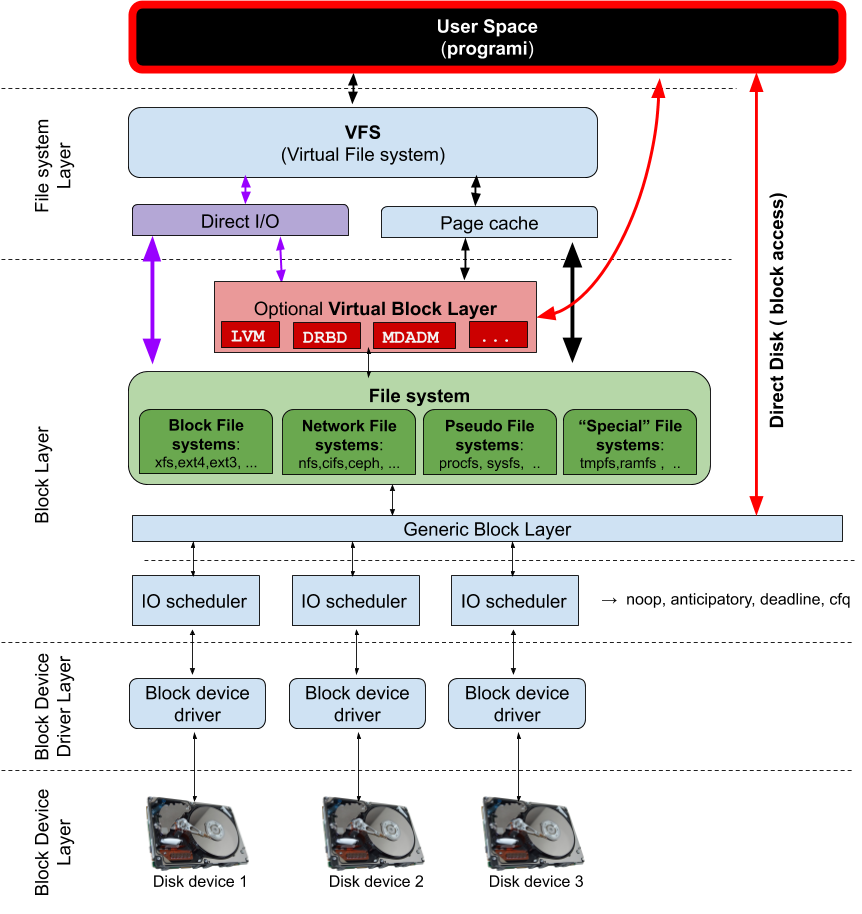 User Space
(programi)
File system
Layer
VFS
(Virtual File system)
Direct I/O
Page cache
Direct Disk ( block access)
Optional Virtual Block Layer
LVM
DRBD
MDADM
...
Block Layer
File system
Block File
systems:
xfs,ext4,ext3, ...
Network File
systems:
nfs,cifs,ceph, ...
Pseudo File
systems:
procfs, sysfs, ..
“Special” File
systems:
tmpfs,ramfs , ..
Generic Block Layer
IO scheduler
IO scheduler
IO scheduler
→ noop, anticipatory, deadline, cfq
Block Device
Driver Layer
Block device
driver
Block device
driver
Block device
driver
Block Device
Layer
Disk device 1
Disk device 2
Disk device 3